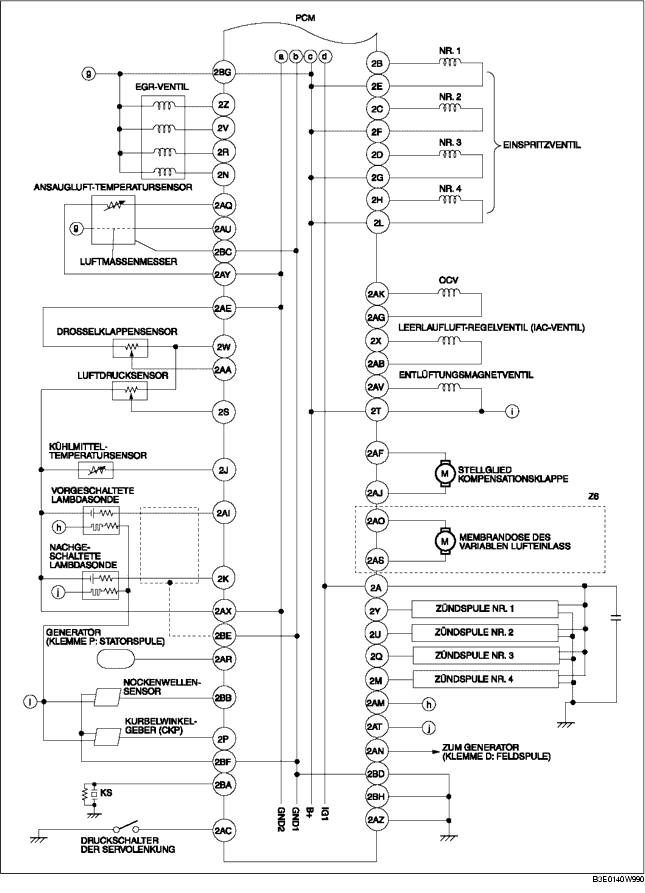 PCM
a b c d
g
2BG
EGR-VENTIL
2Z
2V
2R
2N
ANSAUGLUFT-TEMPERATURSENSOR
2AQ
g
2AU
2BC
LUFTMASSENMESSER
2AY
2AE
DROSSELKLAPPENSENSOR
2W
2AA
LUFTDRUCKSENSOR
2S
KÜHLMITTEL-
TEMPERATURSENSOR
2J
VORGESCHALTETE
LAMBDASONDE
2AI
h
NACHGE-
SCHALTETE
LAMBDASONDE
2K
j
2AX
2BE
GENERATOR
(KLEMME P: STATORSPULE)
2AR
NOCKENWELLEN-
SENSOR
2BB
KURBELWINKEL-
GEBER (CKP)
2P
2BF
2BA
KS
2AC
DRUCKSCHALTER
DER SERVOLENKUNG
GND2
GND1
B+
IG1
NR. 1
2B
2E
NR. 2
2C
2F
EINSPRITZVENTIL
NR. 3
2D
2G
NR. 4
2H
2L
OCV
2AK
2AG
LEERLAUFLUFT-REGELVENTIL (IAC-VENTIL)
2X
2AB
ENTLÜFTUNGSMAGNETVENTIL
2AV
2T
i
2AF
M
STELLGLIED
KOMPENSATIONSKLAPPE
2AJ
Z6
2AO
M
MEMBRANDOSE DES
VARIABLEN LUFTEINLASS
2AS
2A
2Y
ZÜNDSPULE NR. 1
2U
ZÜNDSPULE NR. 2
2Q
ZÜNDSPULE NR. 3
2M
ZÜNDSPULE NR. 4
2AM
h
2AT
j
2AN
ZUM GENERATOR
(KLEMME D: FELDSPULE)
2BD
2BH
2AZ
B3E0140W990